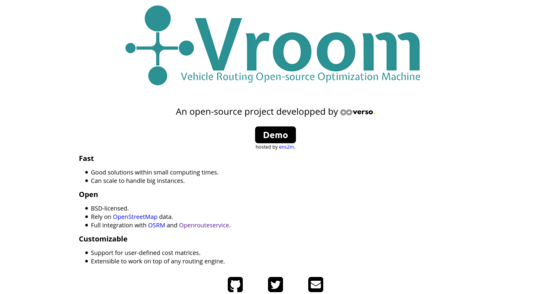 Vroom
Vehicle Routing Open-source Optimization Machine
An open-source project developped by verso
Demo
hosted by ens2m.
Fast
Good solutions within small computing times.
Can scale to handle big instances.
Open
BSD-licensed.
Rely on OpenStreetMap data.
Full integration with OSRM and Openrouteservice.
Customizable
Support for user-defined cost matrices.
Extensible to work on top of any routing engine.